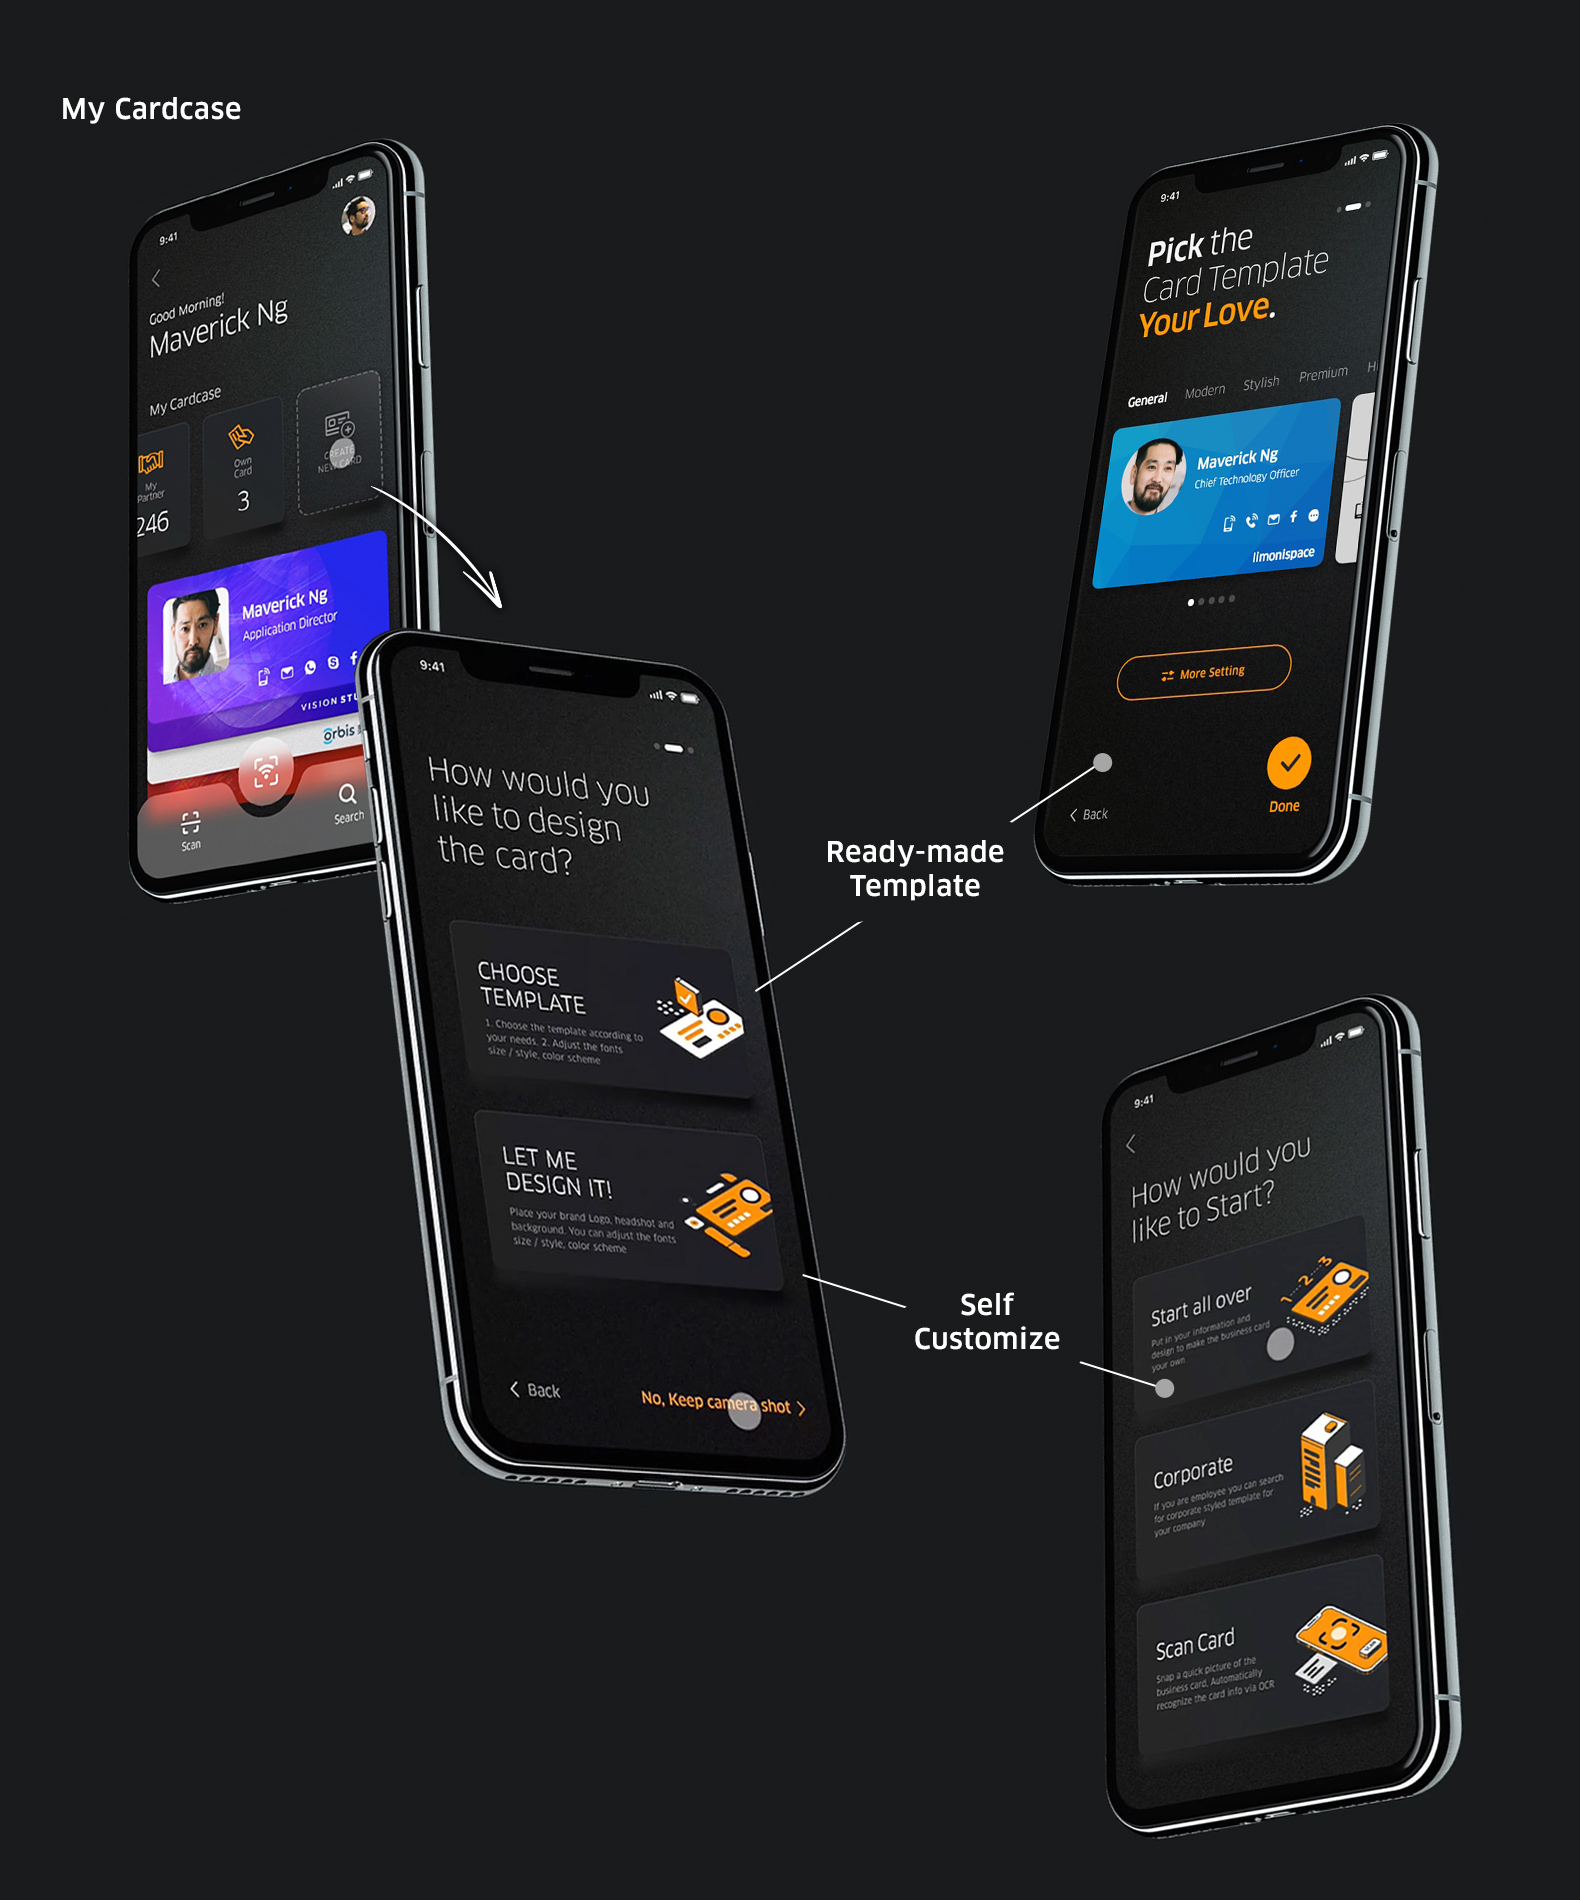 My Cardcase
9:41
Good Morning!
Maverick Ng
My Cardcase
My
Partner
246
Own
Card
3
CREATE
NEW CARD
Maverick Ng
Application Director
VISION STU
orbis
Scan
Search
9:41
How would you
like to design
the card?
CHOOSE
TEMPLATE
1. Choose the template according to
your needs. 2. Adjust the fonts
size / style, color scheme
LET ME
DESIGN IT!
Place your brand Logo, headshot and
background. You can adjust the fonts
size / style, color scheme
Back
No, Keep camera shot
Ready-made
Template
9:41
Pick the
Card Template
Your Love.
General Modern Stylish Premium Hi
Maverick Ng
Chief Technology Officer
limonispace
More Setting
Done
Back
Self
Customize
9:41
How would you
like to Start?
Start all over
Put in your information and
design to make the business card
your own
1 2 3
Corporate
If you are employee you can search
for corporate styled template for
your company
Scan Card
Snap a quick picture of the
business card, Automatically
recognize the card info via OCR